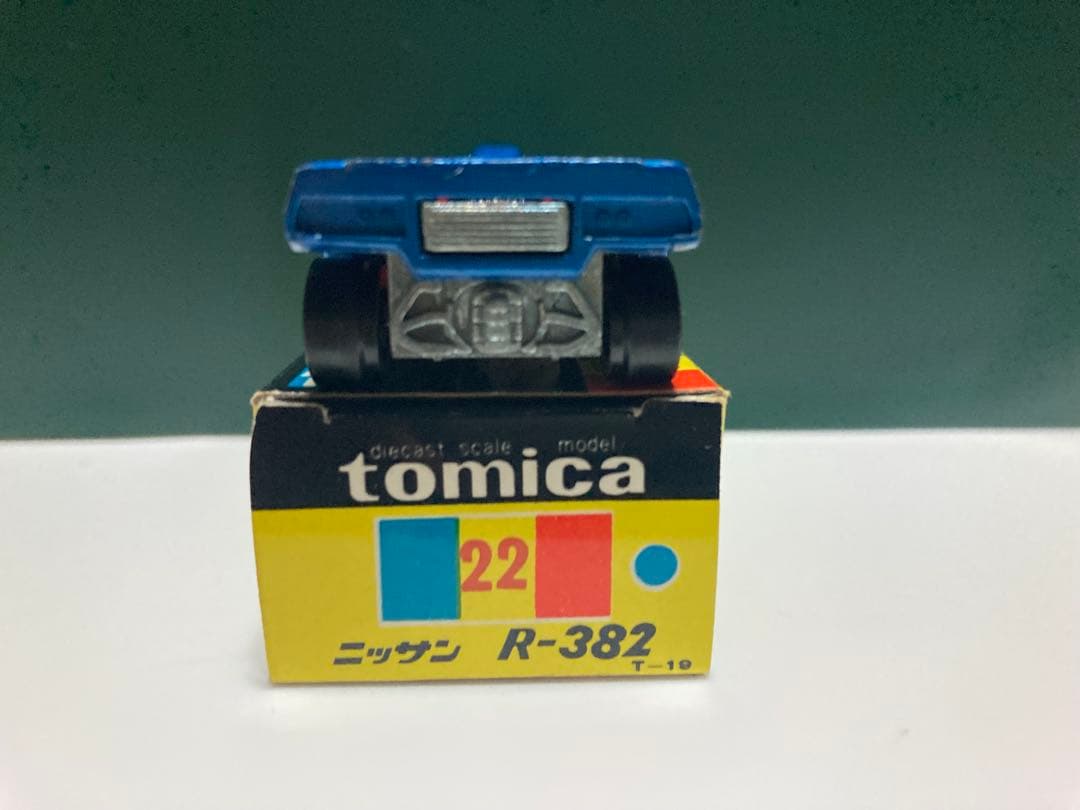 diecast scale model
tomica
22
ニッサン R-382
T-19